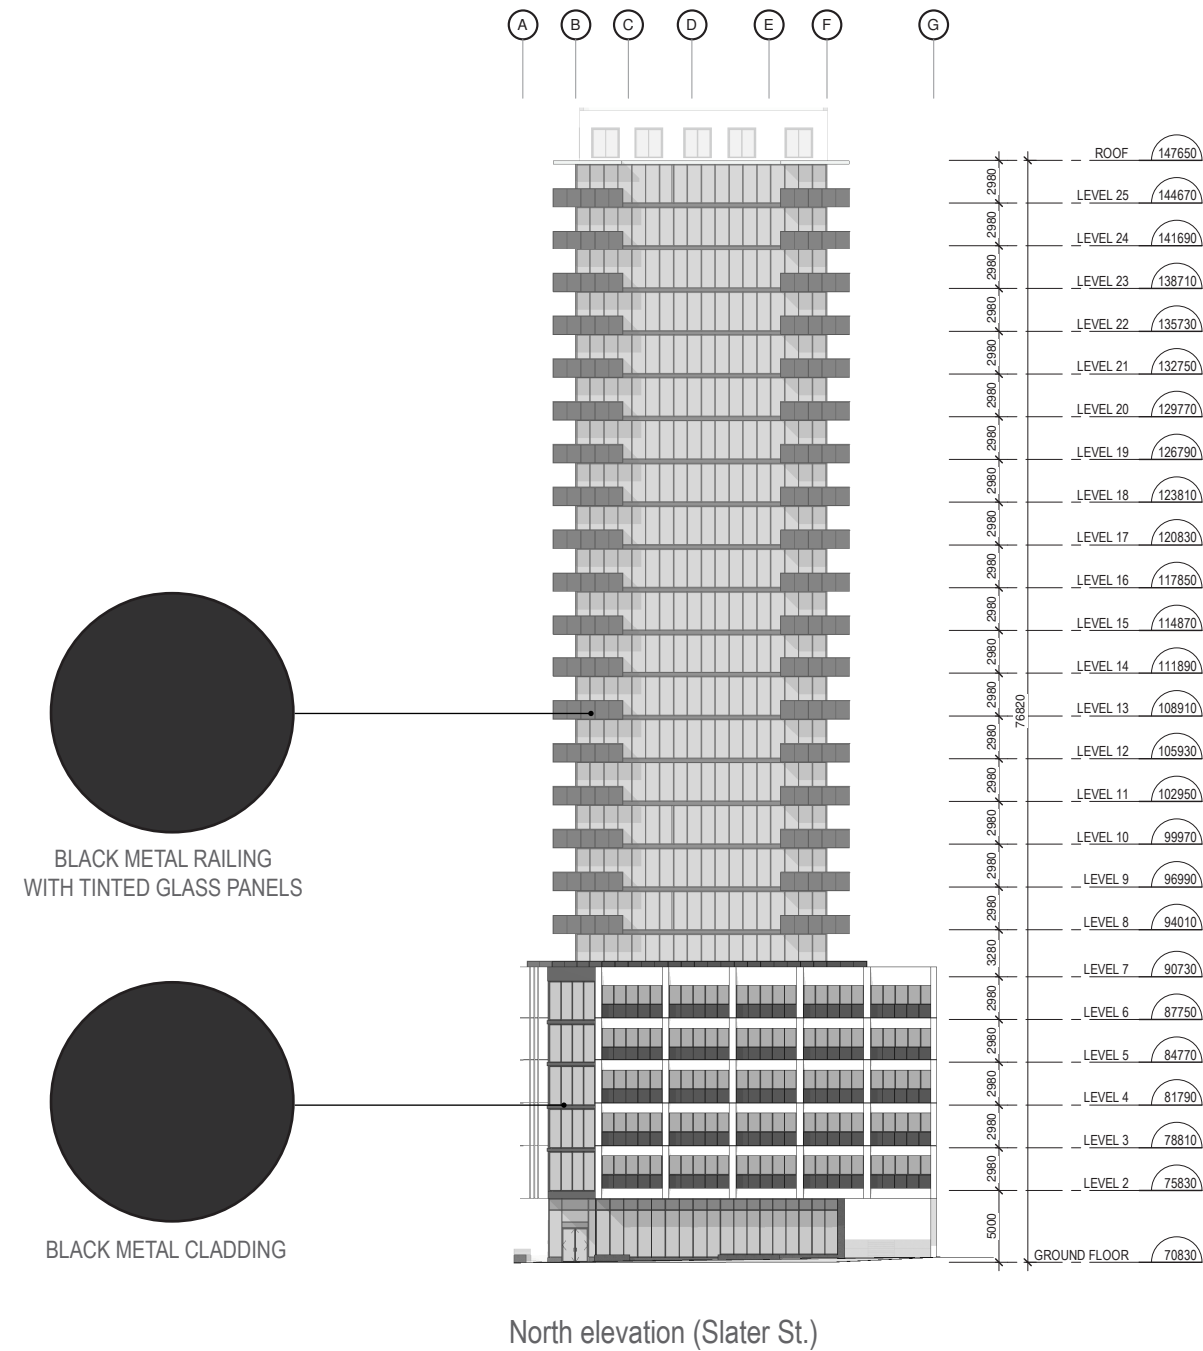 A B C D E F G
ROOF 147650
2980
LEVEL 25 144670
2980
LEVEL 24 141690
2980
LEVEL 23 138710
2980
LEVEL 22 135730
2980
LEVEL 21 132750
2980
LEVEL 20 129770
2980
LEVEL 19 126790
2980
LEVEL 18 123810
2980
LEVEL 17 120830
2980
LEVEL 16 117850
2980
LEVEL 15 114870
2980
LEVEL 14 111890
2980
LEVEL 13 108910
76820
2980
LEVEL 12 105930
2980
LEVEL 11 102950
2980
LEVEL 10 99970
2980
LEVEL 9 96990
2980
LEVEL 8 94010
3280
LEVEL 7 90730
2980
LEVEL 6 87750
2980
LEVEL 5 84770
2980
LEVEL 4 81790
2980
LEVEL 3 78810
2980
LEVEL 2 75830
5000
GROUND FLOOR 70830
BLACK METAL RAILING
WITH TINTED GLASS PANELS
BLACK METAL CLADDING
North elevation (Slater St.)